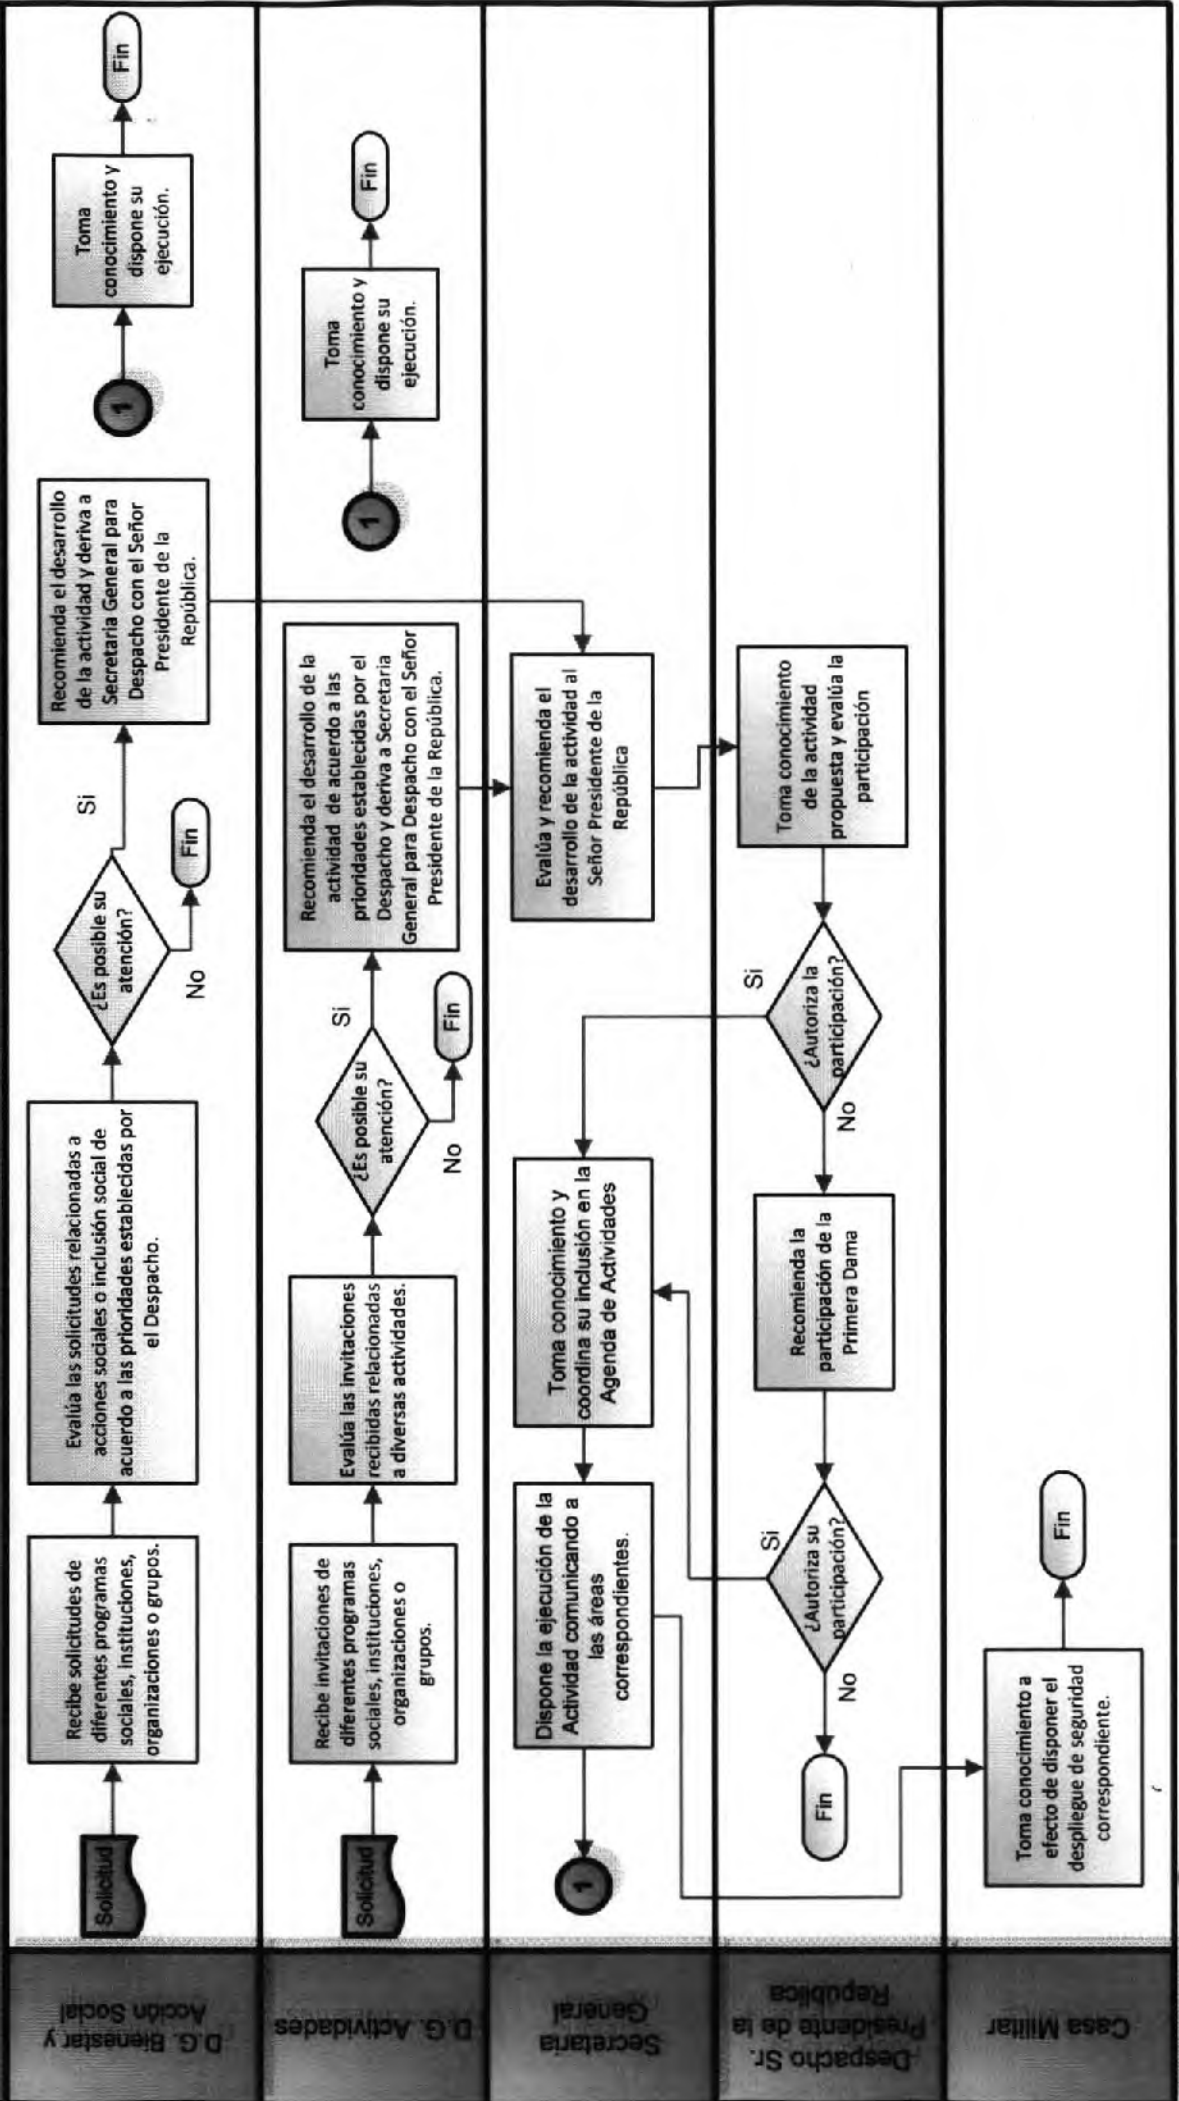 D.G. Bienestar y
Acción Social
Solicitud
Recibe solicitudes de
diferentes programas
sociales, instituciones,
organizaciones o grupos.
Evalúa las solicitudes relacionadas a
acciones sociales o inclusión social de
acuerdo a las prioridades establecidas por
el Despacho.
¿Es posible su
atención?
Si
No
Fin
Recomienda el desarrollo
de la actividad y deriva a
Secretaria General para
Despacho con el Señor
Presidente de la
República.
1
Toma
conocimiento y
dispone su
ejecución.
Fin
D.G. Actividades
Solicitud
Recibe invitaciones de
diferentes programas
sociales, instituciones,
organizaciones o
grupos.
Evalúa las invitaciones
recibidas relacionadas
a diversas actividades.
¿Es posible su
atención?
Si
No
Fin
Recomienda el desarrollo de la
actividad de acuerdo a las
prioridades establecidas por el
Despacho y deriva a Secretaria
General para Despacho con el Señor
Presidente de la República.
1
Toma
conocimiento y
dispone su
ejecución.
Fin
Secretaria
General
1
Dispone la ejecución de la
Actividad comunicando a
las áreas
correspondientes.
Toma conocimiento y
coordina su inclusión en la
Agenda de Actividades
Evalúa y recomienda el
desarrollo de la actividad al
Señor Presidente de la
República
Despacho Sr.
Presidente de la
República
Fin
No
¿Autoriza su
participación?
Si
Recomienda la
participación de la
Primera Dama
No
¿Autoriza la
participación?
Si
Toma conocimiento
de la actividad
propuesta y evalúa la
participación
Casa Militar
Toma conocimiento a
efecto de disponer el
despliegue de seguridad
correspondiente.
Fin